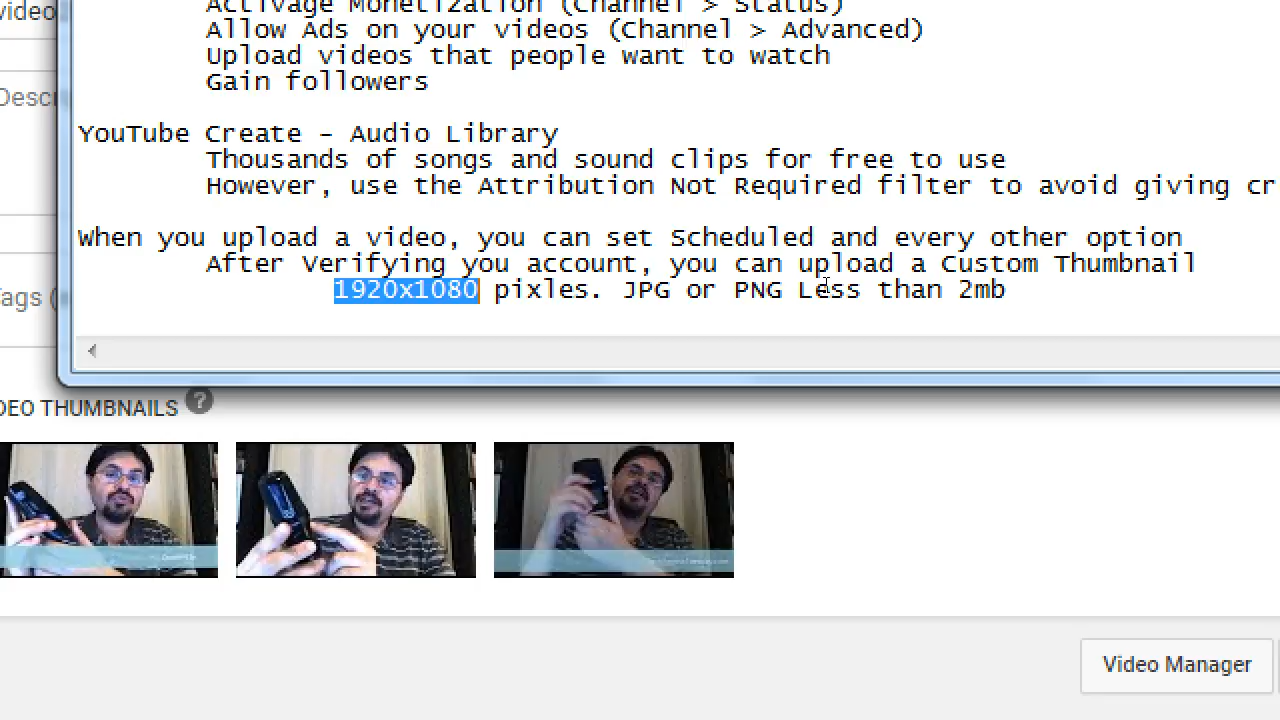 video
Activage Monetization (Channel > Status)
Allow Ads on your videos (Channel > Advanced)
Upload videos that people want to watch
Gain followers
Descr
YouTube Create – Audio Library
Thousands of songs and sound clips for free to use
However, use the Attribution Not Required filter to avoid giving cr
When you upload a video, you can set Scheduled and every other option
After Verifying you account, you can upload a Custom Thumbnail
Tags (
1920x1080 pixles. JPG or PNG Less than 2mb
DEO THUMBNAILS ?
Video Manager